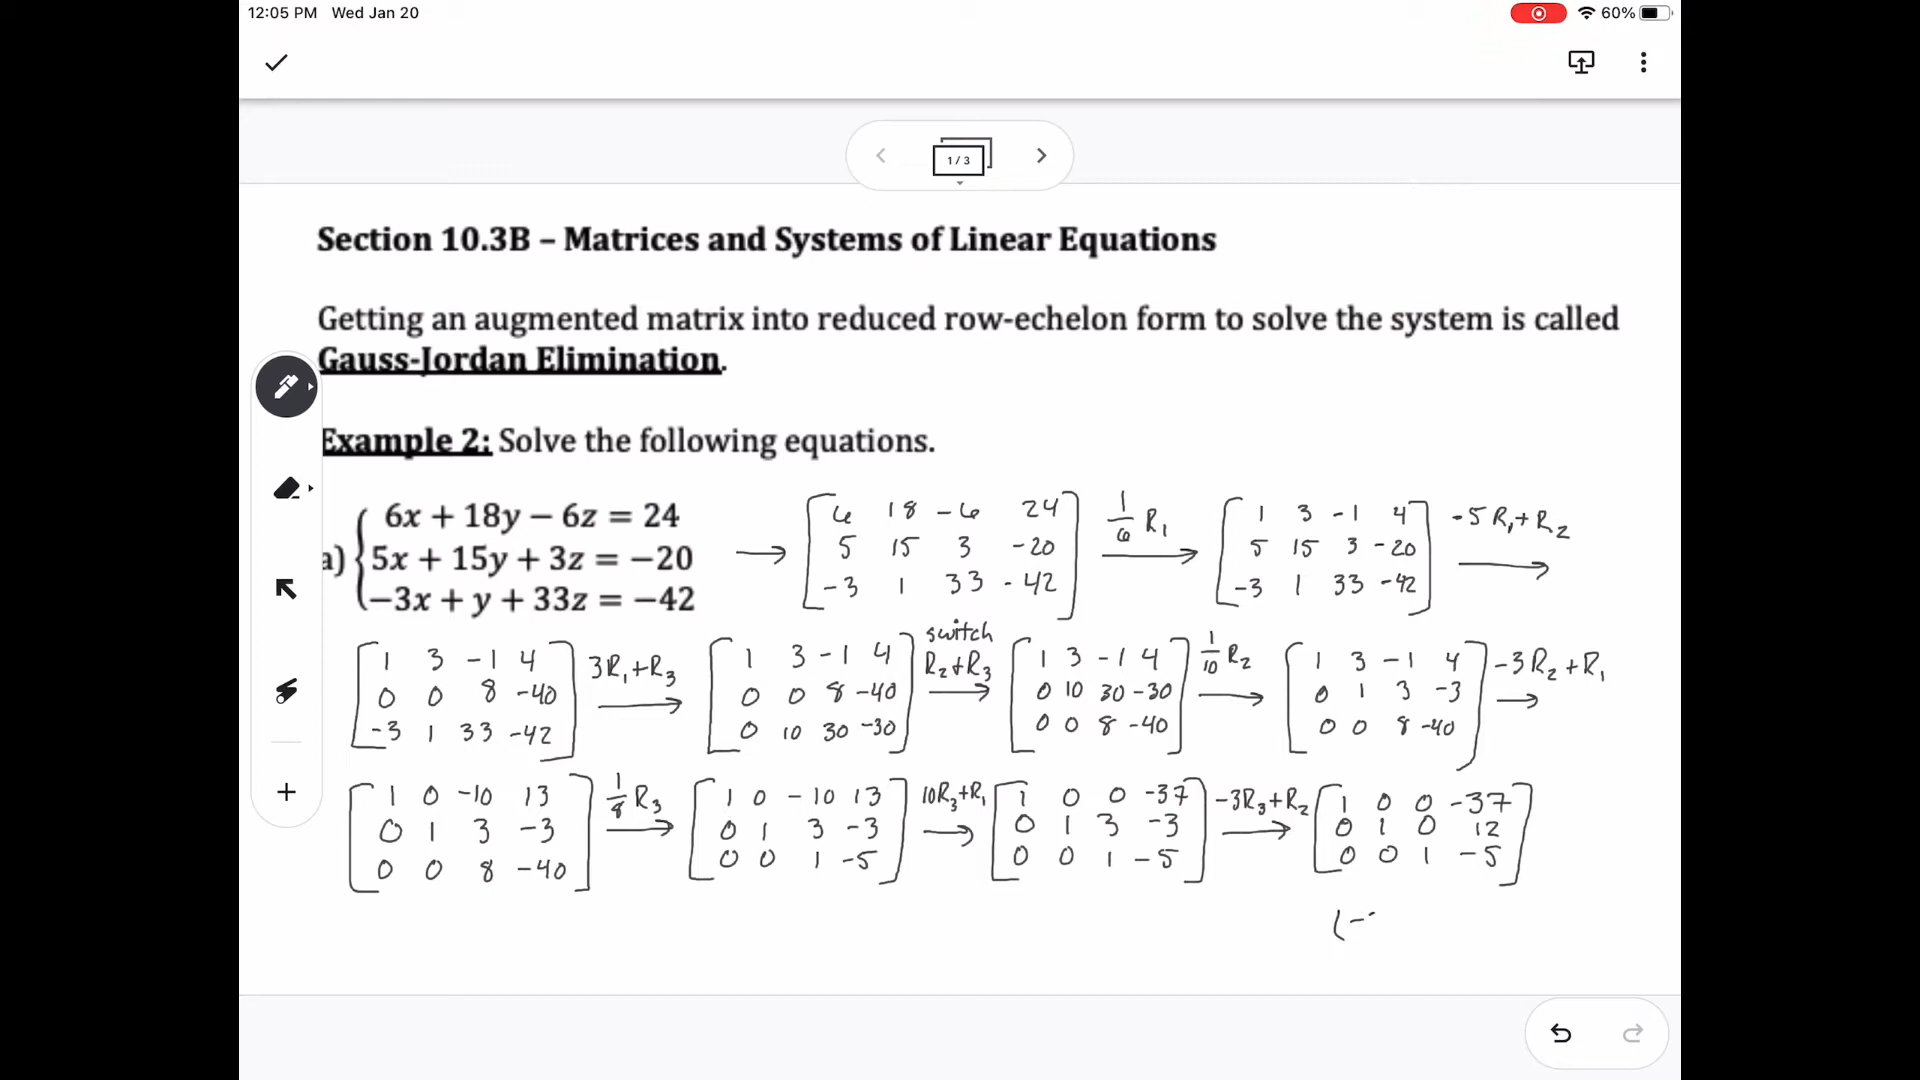 12:05 PM Wed Jan 20
60%
1 / 3
Section 10.3B – Matrices and Systems of Linear Equations
Getting an augmented matrix into reduced row-echelon form to solve the system is called
Gauss-Jordan Elimination.
Example 2: Solve the following equations.
a) 6x + 18y − 6z = 24
5x + 15y + 3z = −20
−3x + y + 33z = −42
6 18 -6 24
5 15 3 -20
-3 1 33 -42
1/6 R1
1 3 -1 4
5 15 3 -20
-3 1 33 -42
-5R1+R2
1 3 -1 4
0 0 8 -40
-3 1 33 -42
3R1+R3
1 3 -1 4
0 0 8 -40
0 10 30 -30
switch
R2+R3
1 3 -1 4
0 10 30 -30
0 0 8 -40
1/10 R2
1 3 -1 4
0 1 3 -3
0 0 8 -40
-3R2+R1
1 0 -10 13
0 1 3 -3
0 0 8 -40
1/8 R3
1 0 -10 13
0 1 3 -3
0 0 1 -5
10R3+R1
1 0 0 -37
0 1 3 -3
0 0 1 -5
-3R3+R2
1 0 0 -37
0 1 0 12
0 0 1 -5
(-